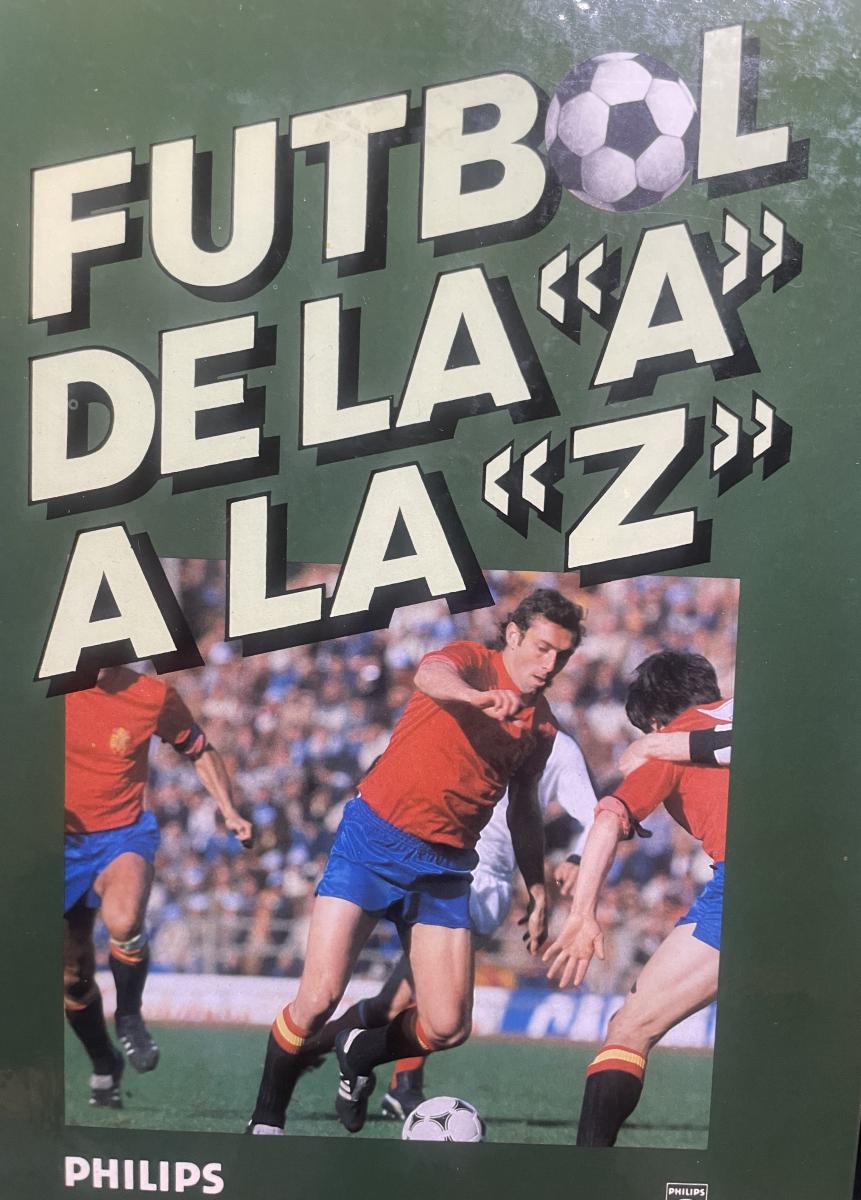 FUTBOL
DE LA «A»
A LA «Z»
PHILIPS
PHILIPS